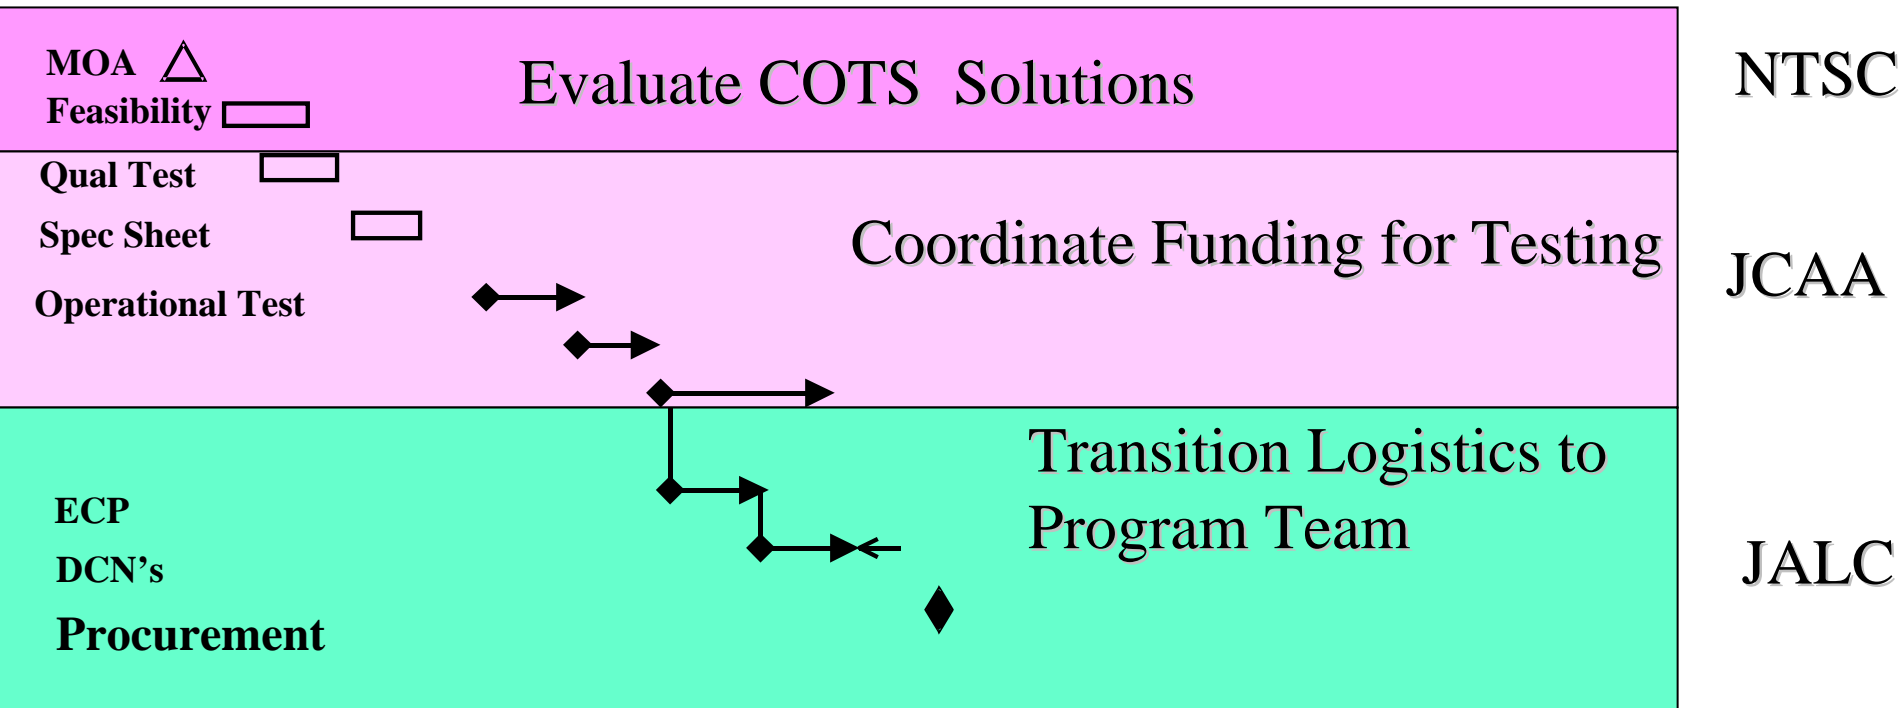 MOA
Feasibility
Evaluate COTS  Solutions
NTSC
Qual Test
Spec Sheet
Operational Test
Coordinate Funding for Testing
JCAA
Transition Logistics to
Program Team
ECP
DCN’s
Procurement
JALC